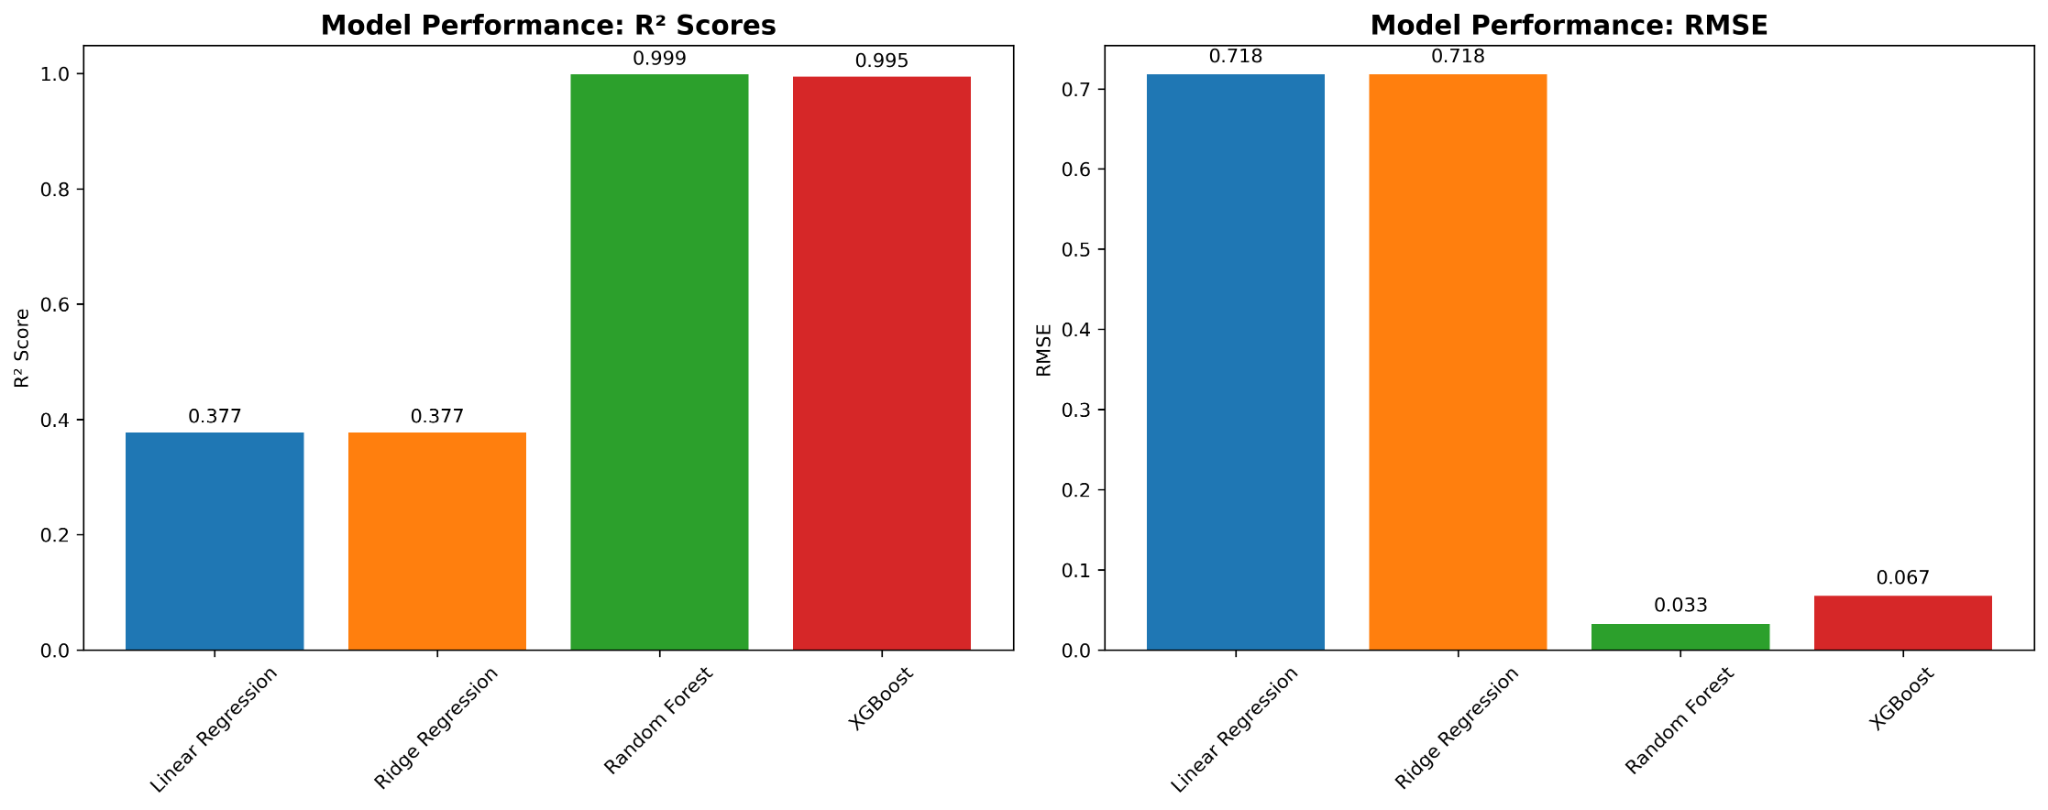 Model Performance: R² Scores
R² Score
1.0
0.8
0.6
0.4
0.2
0.0
0.377
0.377
0.999
0.995
Linear Regression
Ridge Regression
Random Forest
XGBoost
Model Performance: RMSE
RMSE
0.7
0.6
0.5
0.4
0.3
0.2
0.1
0.0
0.718
0.718
0.033
0.067
Linear Regression
Ridge Regression
Random Forest
XGBoost